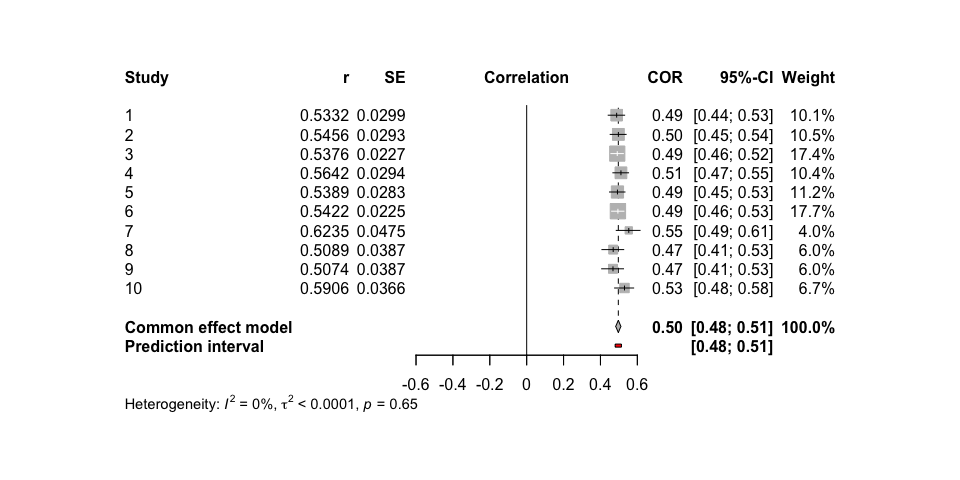 Study r SE Correlation COR 95%-CI Weight
1 0.5332 0.0299 0.49 [0.44; 0.53] 10.1%
2 0.5456 0.0293 0.50 [0.45; 0.54] 10.5%
3 0.5376 0.0227 0.49 [0.46; 0.52] 17.4%
4 0.5642 0.0294 0.51 [0.47; 0.55] 10.4%
5 0.5389 0.0283 0.49 [0.45; 0.53] 11.2%
6 0.5422 0.0225 0.49 [0.46; 0.53] 17.7%
7 0.6235 0.0475 0.55 [0.49; 0.61] 4.0%
8 0.5089 0.0387 0.47 [0.41; 0.53] 6.0%
9 0.5074 0.0387 0.47 [0.41; 0.53] 6.0%
10 0.5906 0.0366 0.53 [0.48; 0.58] 6.7%
Common effect model 0.50 [0.48; 0.51] 100.0%
Prediction interval [0.48; 0.51]
-0.6 -0.4 -0.2 0 0.2 0.4 0.6
Heterogeneity: I² = 0%, τ² < 0.0001, p = 0.65